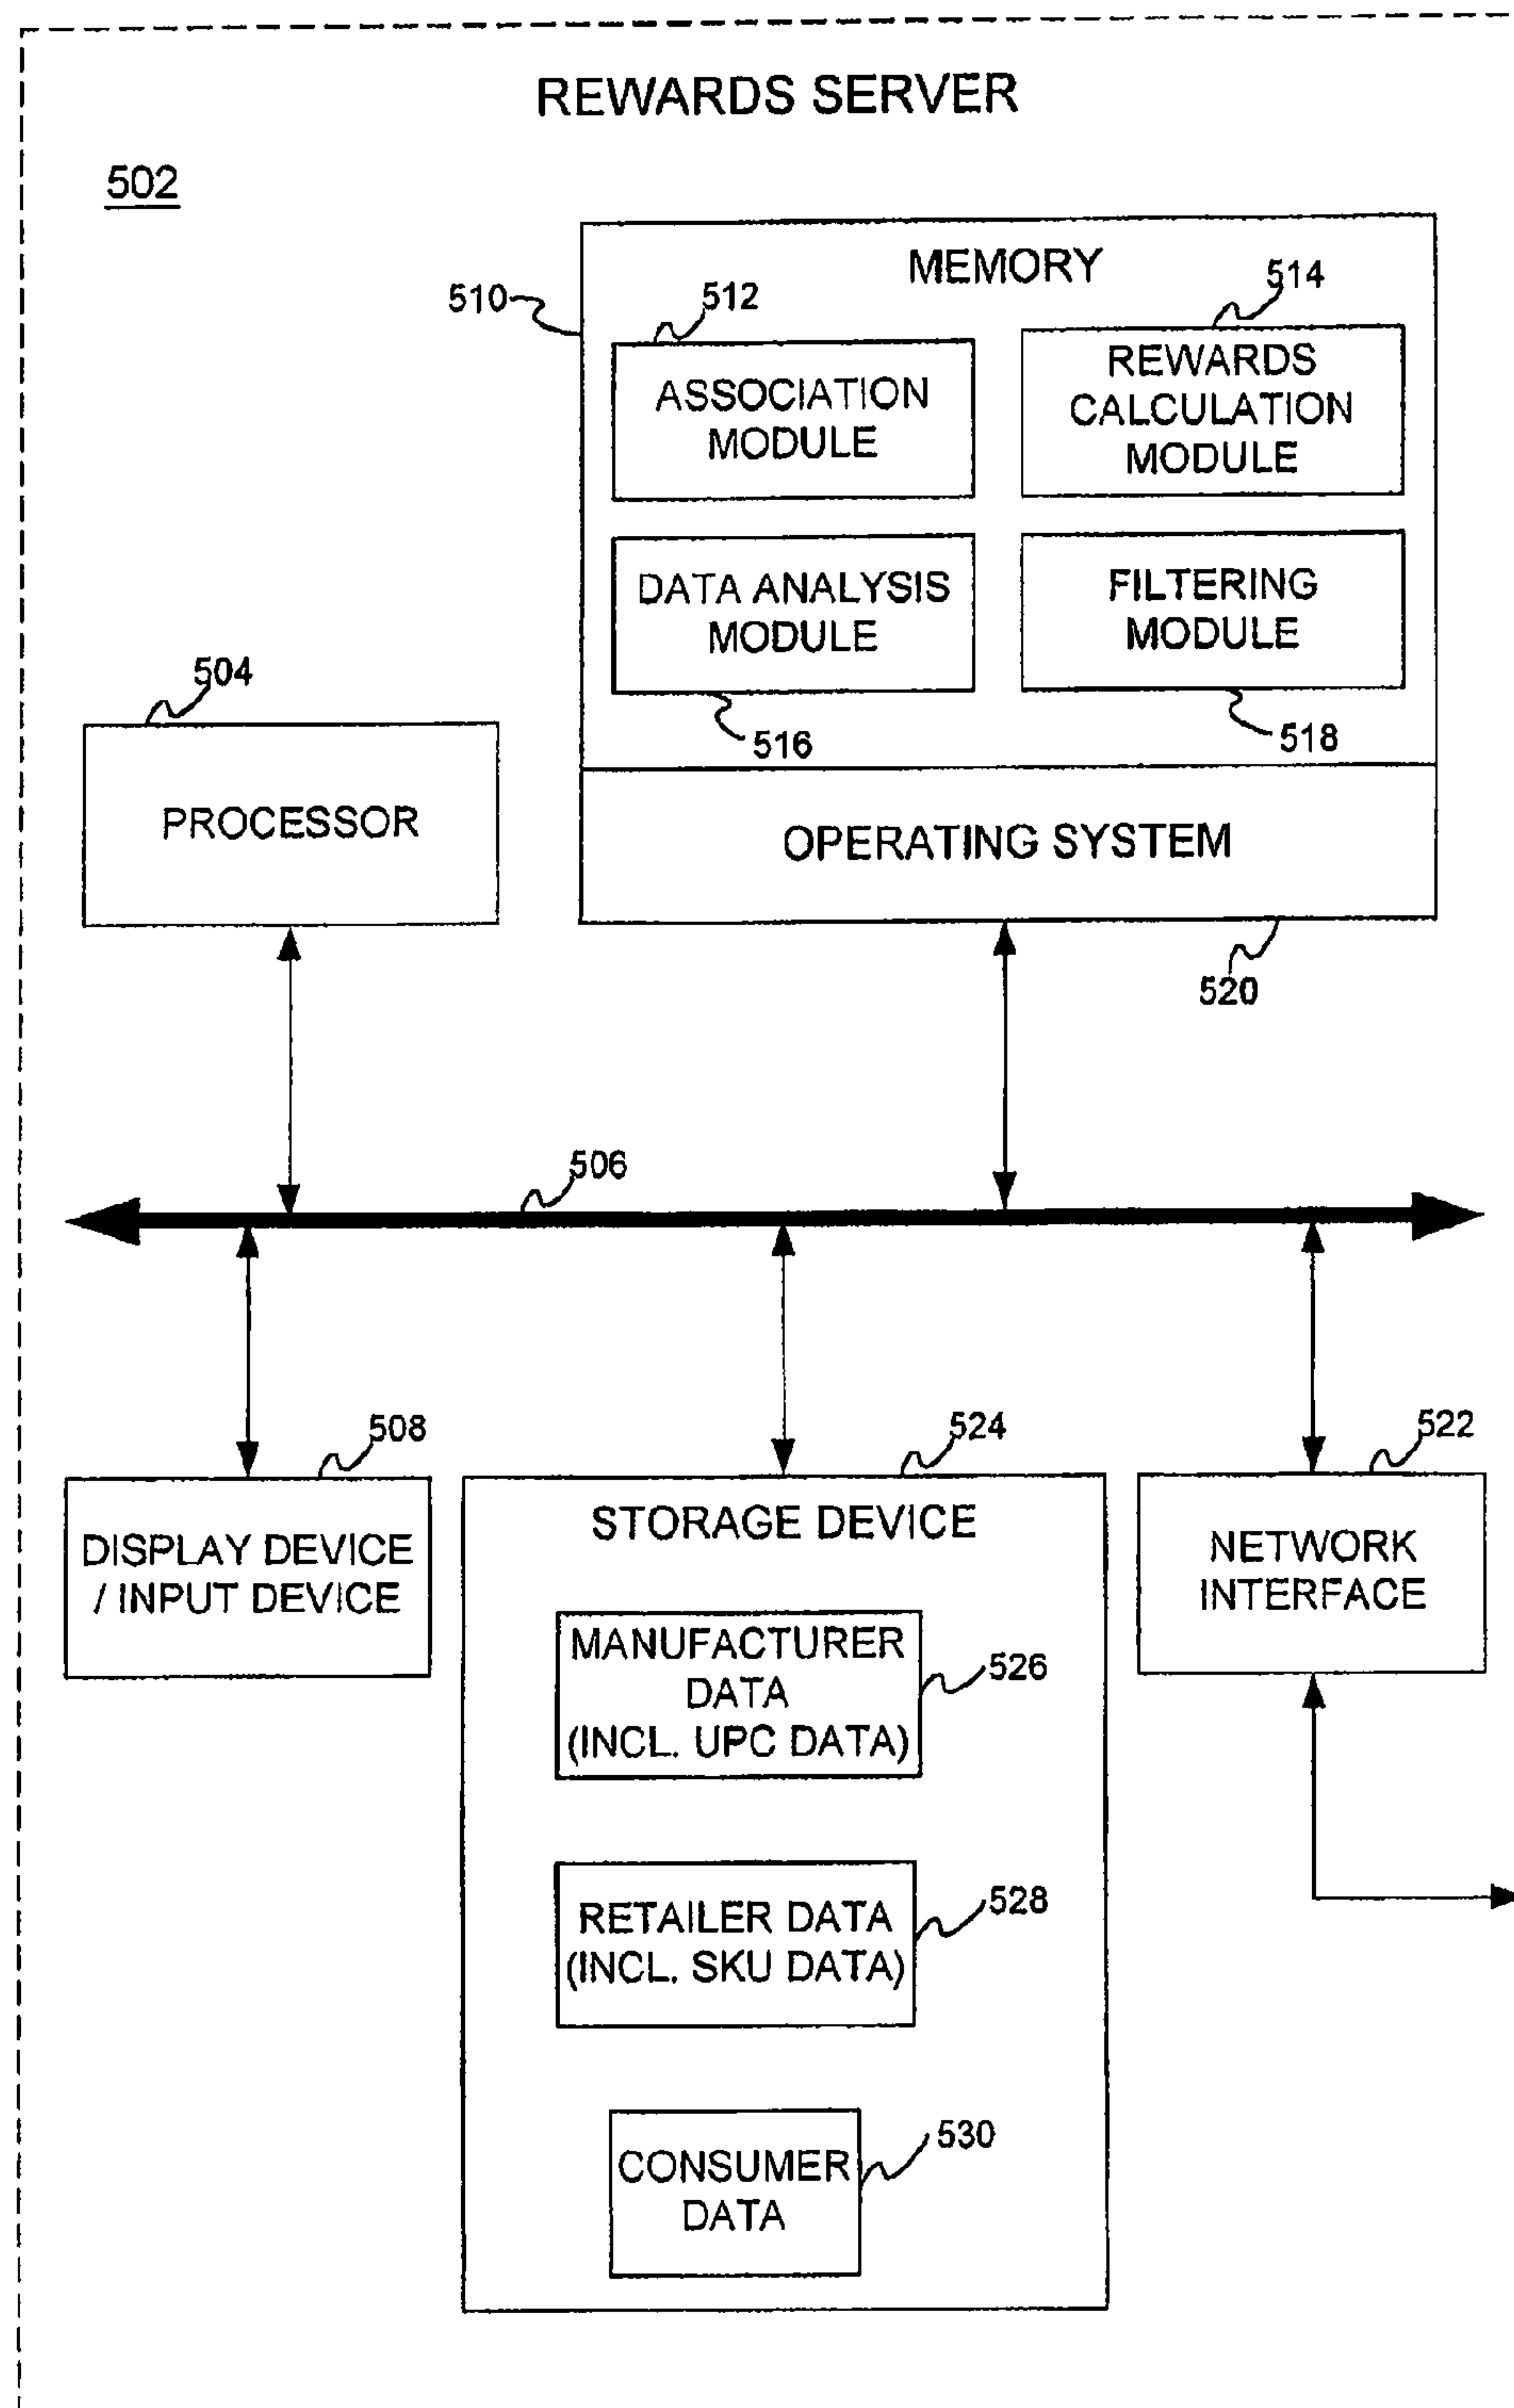 REWARDS SERVER
502
MEMORY
510
512
514
ASSOCIATION
MODULE
REWARDS
CALCULATION
MODULE
DATA ANALYSIS
MODULE
FILTERING
MODULE
516
518
504
PROCESSOR
OPERATING SYSTEM
520
506
508
DISPLAY DEVICE
/ INPUT DEVICE
524
STORAGE DEVICE
522
NETWORK
INTERFACE
MANUFACTURER
DATA
(INCL. UPC DATA)
526
RETAILER DATA
(INCL. SKU DATA)
528
CONSUMER
DATA
530